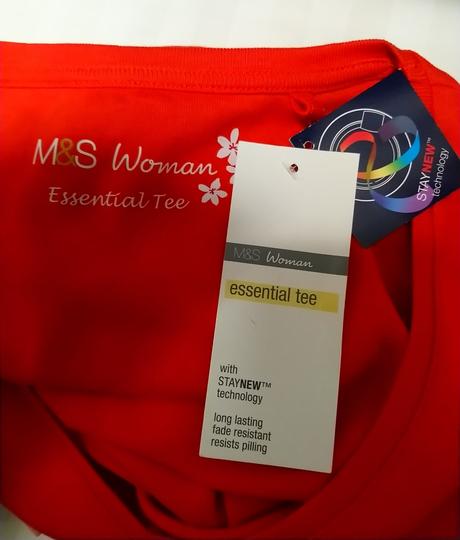 M&S Woman
Essential Tee
STAYNEW™
technology
M&S Woman
essential tee
with
STAYNEW™
technology
long lasting
fade resistant
resists pilling